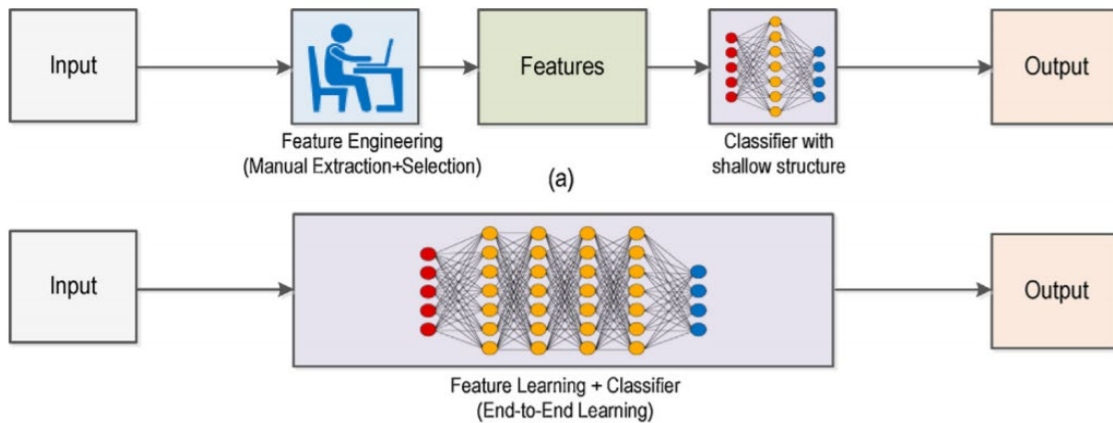 Input
Features
Output
Feature Engineering
(Manual Extraction+Selection)
Classifier with
shallow structure
(a)
Input
Output
Feature Learning + Classifier
(End-to-End Learning)